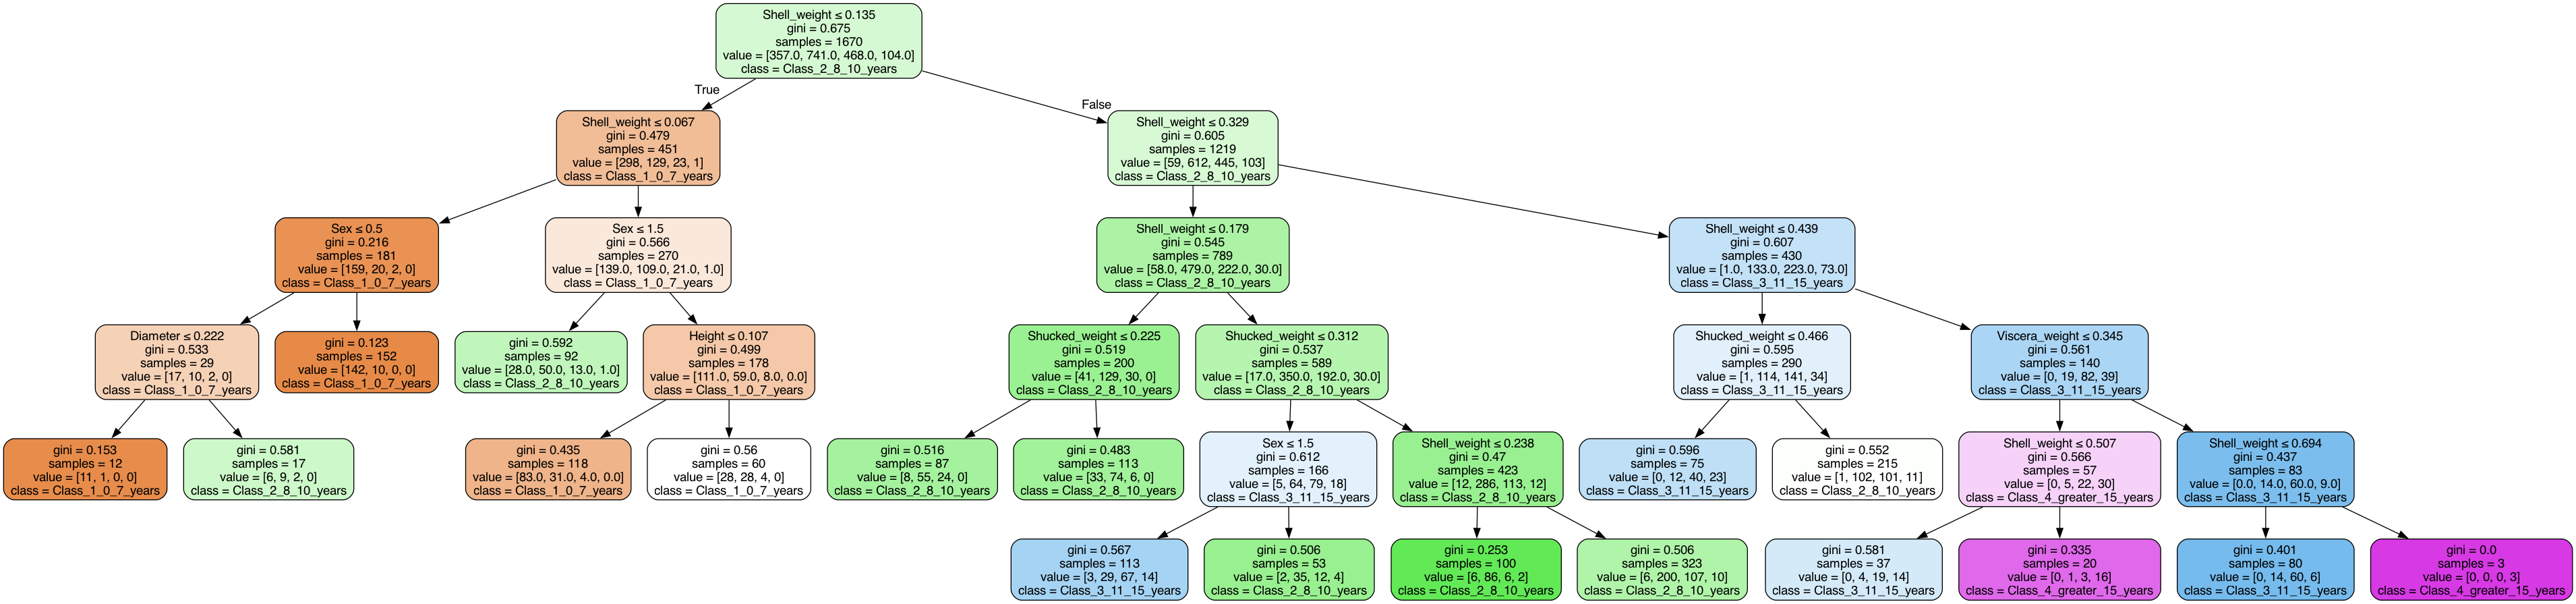 Shell_weight ≤ 0.135
gini = 0.675
samples = 1670
value = [357.0, 741.0, 468.0, 104.0]
class = Class_2_8_10_years
True
False
Shell_weight ≤ 0.067
gini = 0.479
samples = 451
value = [298, 129, 23, 1]
class = Class_1_0_7_years
Shell_weight ≤ 0.329
gini = 0.605
samples = 1219
value = [59, 612, 445, 103]
class = Class_2_8_10_years
Sex ≤ 0.5
gini = 0.216
samples = 181
value = [159, 20, 2, 0]
class = Class_1_0_7_years
Sex ≤ 1.5
gini = 0.566
samples = 270
value = [139.0, 109.0, 21.0, 1.0]
class = Class_1_0_7_years
Shell_weight ≤ 0.179
gini = 0.545
samples = 789
value = [58.0, 479.0, 222.0, 30.0]
class = Class_2_8_10_years
Shell_weight ≤ 0.439
gini = 0.607
samples = 430
value = [1.0, 133.0, 223.0, 73.0]
class = Class_3_11_15_years
Diameter ≤ 0.222
gini = 0.533
samples = 29
value = [17, 10, 2, 0]
class = Class_1_0_7_years
gini = 0.123
samples = 152
value = [142, 10, 0, 0]
class = Class_1_0_7_years
gini = 0.592
samples = 92
value = [28.0, 50.0, 13.0, 1.0]
class = Class_2_8_10_years
Height ≤ 0.107
gini = 0.499
samples = 178
value = [111.0, 59.0, 8.0, 0.0]
class = Class_1_0_7_years
Shucked_weight ≤ 0.225
gini = 0.519
samples = 200
value = [41, 129, 30, 0]
class = Class_2_8_10_years
Shucked_weight ≤ 0.312
gini = 0.537
samples = 589
value = [17.0, 350.0, 192.0, 30.0]
class = Class_2_8_10_years
Shucked_weight ≤ 0.466
gini = 0.595
samples = 290
value = [1, 114, 141, 34]
class = Class_3_11_15_years
Viscera_weight ≤ 0.345
gini = 0.561
samples = 140
value = [0, 19, 82, 39]
class = Class_3_11_15_years
gini = 0.153
samples = 12
value = [11, 1, 0, 0]
class = Class_1_0_7_years
gini = 0.581
samples = 17
value = [6, 9, 2, 0]
class = Class_2_8_10_years
gini = 0.435
samples = 118
value = [83.0, 31.0, 4.0, 0.0]
class = Class_1_0_7_years
gini = 0.56
samples = 60
value = [28, 28, 4, 0]
class = Class_1_0_7_years
gini = 0.516
samples = 87
value = [8, 55, 24, 0]
class = Class_2_8_10_years
gini = 0.483
samples = 113
value = [33, 74, 6, 0]
class = Class_2_8_10_years
Sex ≤ 1.5
gini = 0.612
samples = 166
value = [5, 64, 79, 18]
class = Class_3_11_15_years
Shell_weight ≤ 0.238
gini = 0.47
samples = 423
value = [12, 286, 113, 12]
class = Class_2_8_10_years
gini = 0.596
samples = 75
value = [0, 12, 40, 23]
class = Class_3_11_15_years
gini = 0.552
samples = 215
value = [1, 102, 101, 11]
class = Class_2_8_10_years
Shell_weight ≤ 0.507
gini = 0.566
samples = 57
value = [0, 5, 22, 30]
class = Class_4_greater_15_years
Shell_weight ≤ 0.694
gini = 0.437
samples = 83
value = [0.0, 14.0, 60.0, 9.0]
class = Class_3_11_15_years
gini = 0.567
samples = 113
value = [3, 29, 67, 14]
class = Class_3_11_15_years
gini = 0.506
samples = 53
value = [2, 35, 12, 4]
class = Class_2_8_10_years
gini = 0.253
samples = 100
value = [6, 86, 6, 2]
class = Class_2_8_10_years
gini = 0.506
samples = 323
value = [6, 200, 107, 10]
class = Class_2_8_10_years
gini = 0.581
samples = 37
value = [0, 4, 19, 14]
class = Class_3_11_15_years
gini = 0.335
samples = 20
value = [0, 1, 3, 16]
class = Class_4_greater_15_years
gini = 0.401
samples = 80
value = [0, 14, 60, 6]
class = Class_3_11_15_years
gini = 0.0
samples = 3
value = [0, 0, 0, 3]
class = Class_4_greater_15_years